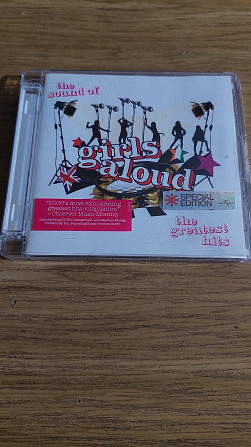 the
sound of
girls
aloud
SPECIAL
EDITION
"2006's most exhilarating
greatest hits compilation"
- Observer Music Monthly
the
greatest
hits